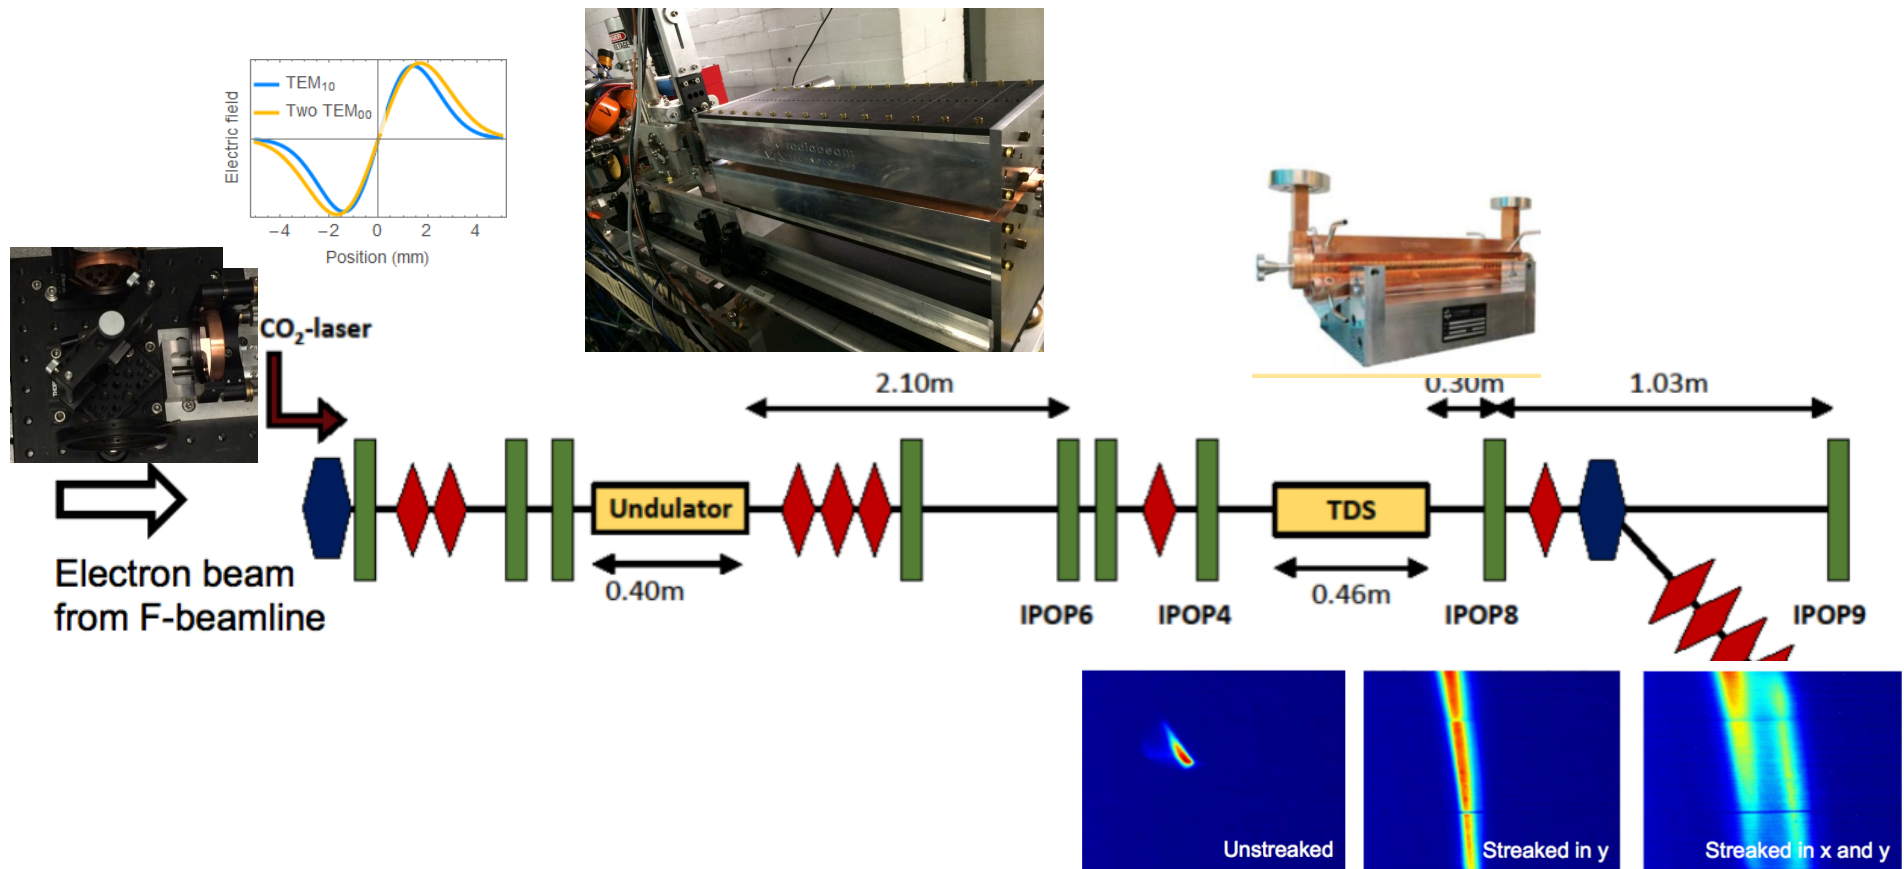 TEM10
Two TEM00
Electric field
−4 −2 0 2 4
Position (mm)
radiabeam
CO2-laser
2.10m
0.30m
1.03m
Undulator
TDS
0.40m
0.46m
IPOP6
IPOP4
IPOP8
IPOP9
Electron beam
from F-beamline
Unstreaked
Streaked in y
Streaked in x and y